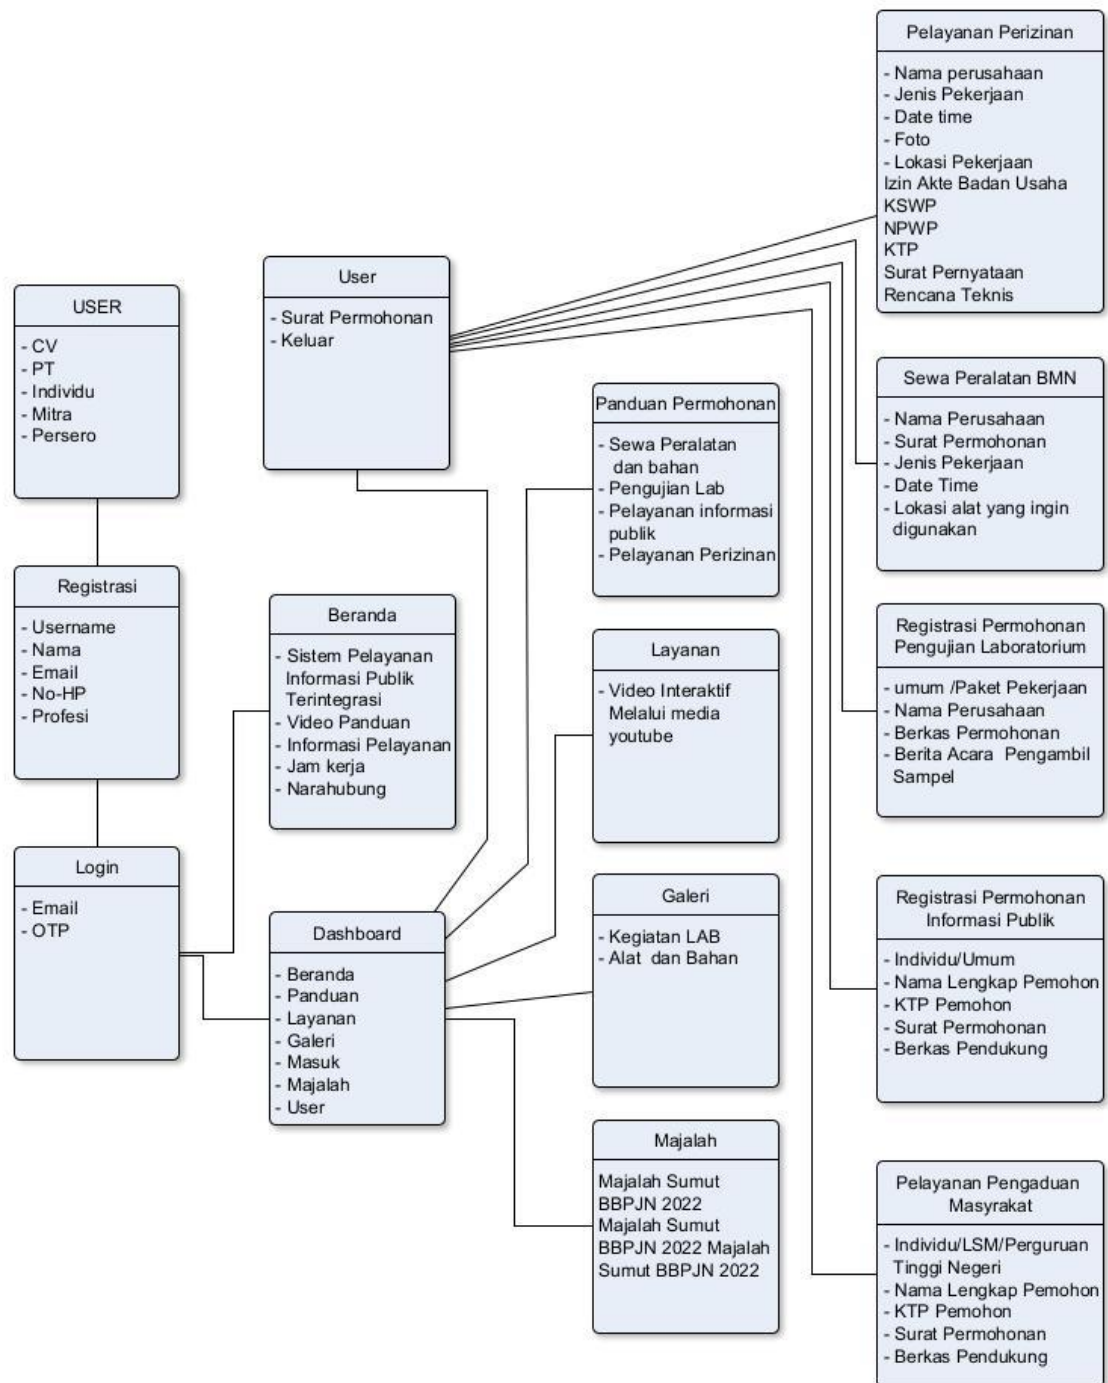 USER
- CV
- PT
- Individu
- Mitra
- Persero
Registrasi
- Username
- Nama
- Email
- No-HP
- Profesi
Login
- Email
- OTP
User
- Surat Permohonan
- Keluar
Beranda
- Sistem Pelayanan
Informasi Publik
Terintegrasi
- Video Panduan
- Informasi Pelayanan
- Jam kerja
- Narahubung
Dashboard
- Beranda
- Panduan
- Layanan
- Galeri
- Masuk
- Majalah
- User
Panduan Permohonan
- Sewa Peralatan
dan bahan
- Pengujian Lab
- Pelayanan informasi
publik
- Pelayanan Perizinan
Layanan
- Video Interaktif
Melalui media
youtube
Galeri
- Kegiatan LAB
- Alat dan Bahan
Majalah
Majalah Sumut
BBPJN 2022
Majalah Sumut
BBPJN 2022 Majalah
Sumut BBPJN 2022
Pelayanan Perizinan
- Nama perusahaan
- Jenis Pekerjaan
- Date time
- Foto
- Lokasi Pekerjaan
Izin Akte Badan Usaha
KSWP
NPWP
KTP
Surat Pernyataan
Rencana Teknis
Sewa Peralatan BMN
- Nama Perusahaan
- Surat Permohonan
- Jenis Pekerjaan
- Date Time
- Lokasi alat yang ingin
digunakan
Registrasi Permohonan
Pengujian Laboratorium
- umum /Paket Pekerjaan
- Nama Perusahaan
- Berkas Permohonan
- Berita Acara Pengambil
Sampel
Registrasi Permohonan
Informasi Publik
- Individu/Umum
- Nama Lengkap Pemohon
- KTP Pemohon
- Surat Permohonan
- Berkas Pendukung
Pelayanan Pengaduan
Masyrakat
- Individu/LSM/Perguruan
Tinggi Negeri
- Nama Lengkap Pemohon
- KTP Pemohon
- Surat Permohonan
- Berkas Pendukung